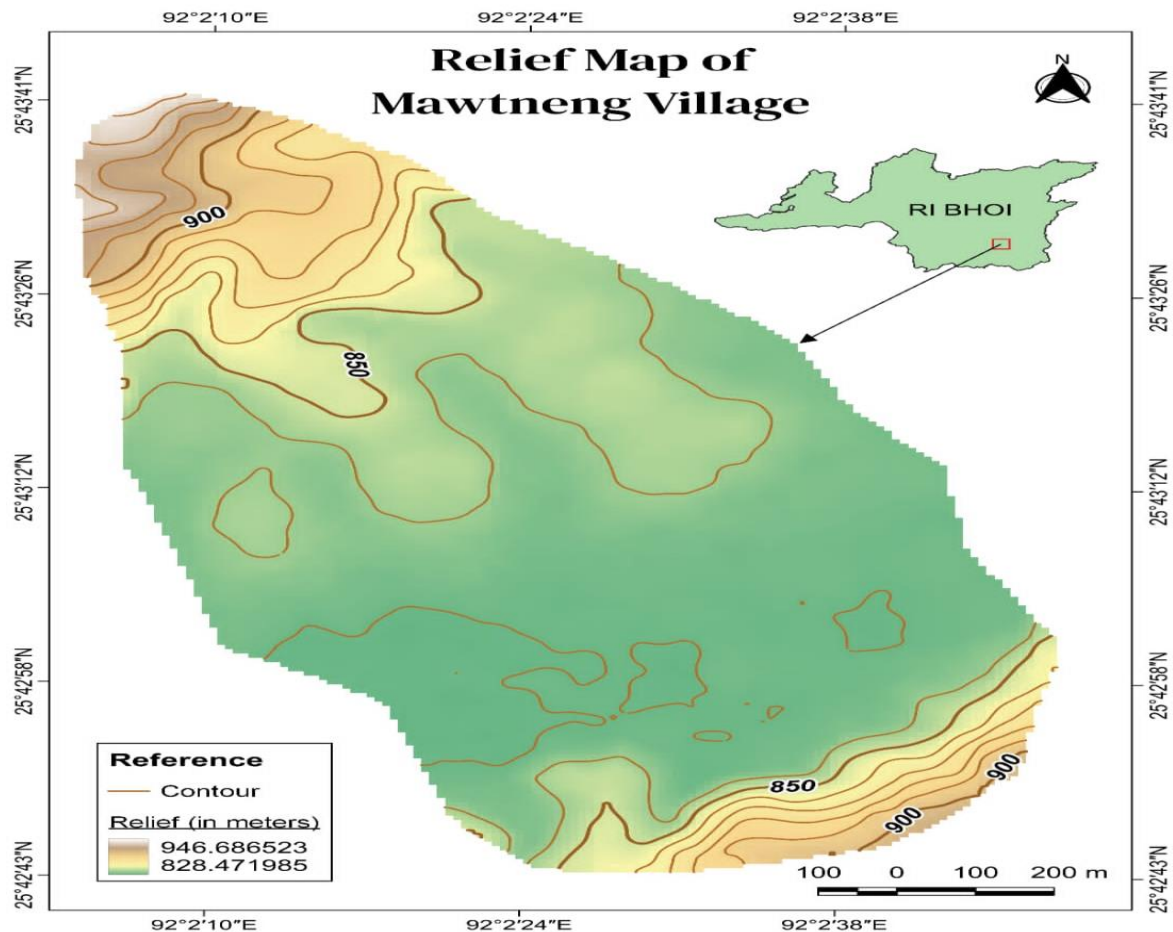 92°2'10"E
92°2'24"E
92°2'38"E
Relief Map of
Mawtneng Village
N
25°43'41"N
25°43'41"N
RI BHOI
900
25°43'26"N
25°43'26"N
850
25°43'12"N
25°43'12"N
25°42'58"N
25°42'58"N
Reference
Contour
Relief (in meters)
946.686523
828.471985
850
900
900
25°42'43"N
25°42'43"N
100 0 100 200 m
92°2'10"E
92°2'24"E
92°2'38"E